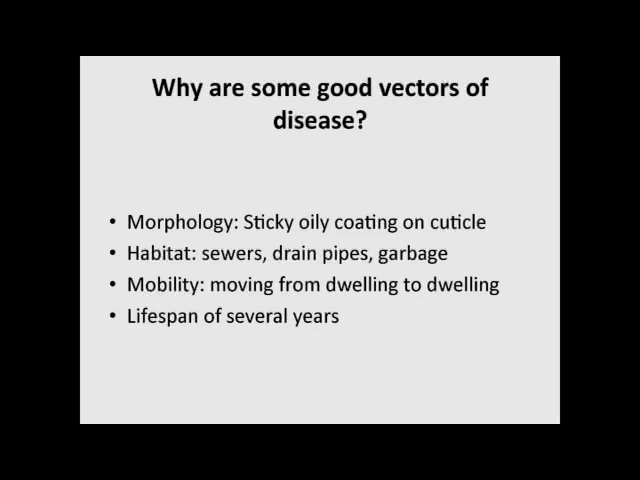 Why are some good vectors of
disease?
• Morphology: Sticky oily coating on cuticle
• Habitat: sewers, drain pipes, garbage
• Mobility: moving from dwelling to dwelling
• Lifespan of several years